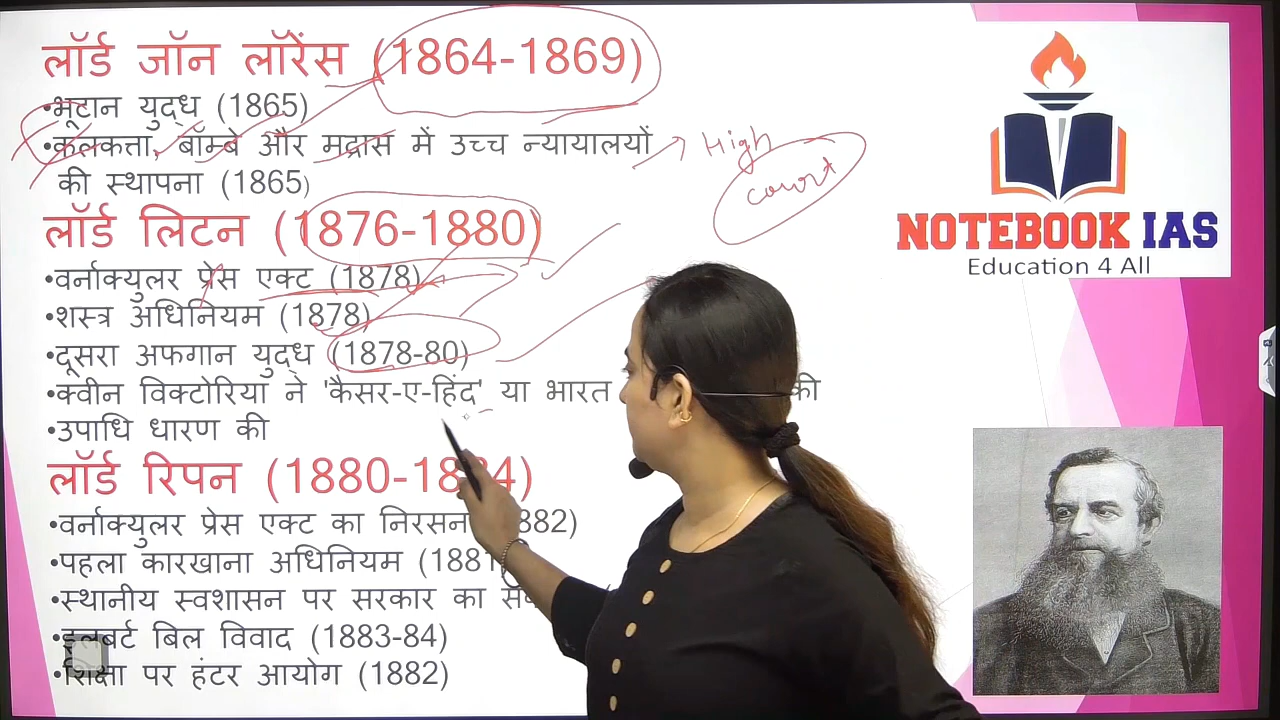 लॉर्ड जॉन लॉरेंस (1864-1869)
•भूटान युद्ध (1865)
•कलकत्ता, बॉम्बे और मद्रास में उच्च न्यायालयों
की स्थापना (1865)
High
court
लॉर्ड लिटन (1876-1880)
•वर्नाक्युलर प्रेस एक्ट (1878)
•शस्त्र अधिनियम (1878)
•दूसरा अफगान युद्ध (1878-80)
•क्वीन विक्टोरिया ने 'कैसर-ए-हिंद' या भारत की
•उपाधि धारण की
लॉर्ड रिपन (1880-1884)
•वर्नाक्युलर प्रेस एक्ट का निरसन 882)
•पहला कारखाना अधिनियम (1881)
•स्थानीय स्वशासन पर सरकार का
•इलबर्ट बिल विवाद (1883-84)
•शिक्षा पर हंटर आयोग (1882)
NOTEBOOK IAS
Education 4 All